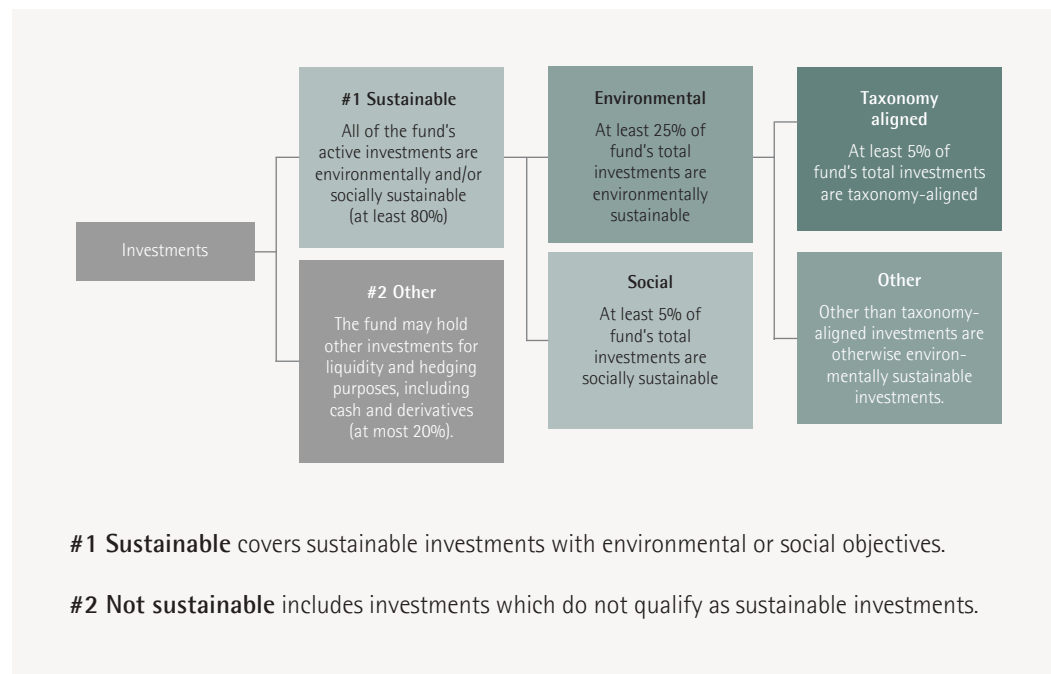 Investments
#1 Sustainable
All of the fund's
active investments are
environmentally and/or
socially sustainable
(at least 80%)
#2 Other
The fund may hold
other investments for
liquidity and hedging
purposes, including
cash and derivatives
(at most 20%).
Environmental
At least 25% of
fund's total
investments are
environmentally
sustainable
Social
At least 5% of
fund's total
investments are
socially sustainable
Taxonomy
aligned
At least 5% of
fund's total investments
are taxonomy-aligned
Other
Other than taxonomy-
aligned investments are
otherwise environ-
mentally sustainable
investments.
#1 Sustainable covers sustainable investments with environmental or social objectives.
#2 Not sustainable includes investments which do not qualify as sustainable investments.